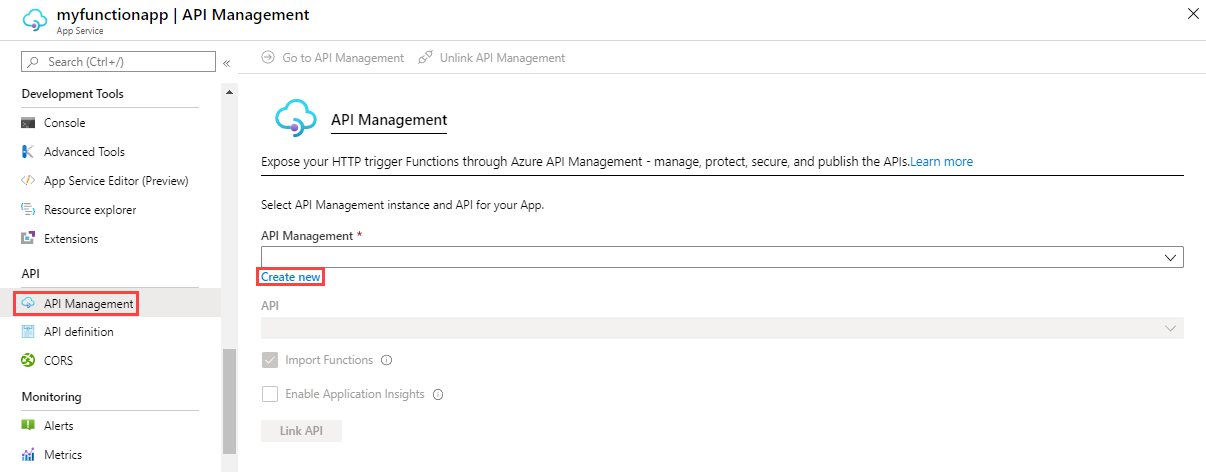 myfunctionapp | API Management
App Service
Search (Ctrl+/)
«
Go to API Management
Unlink API Management
Development Tools
Console
Advanced Tools
App Service Editor (Preview)
Resource explorer
Extensions
API
API Management
API definition
CORS
Monitoring
Alerts
Metrics
API Management
Expose your HTTP trigger Functions through Azure API Management - manage, protect, secure, and publish the APIs.Learn more
Select API Management instance and API for your App.
API Management *
Create new
API
Import Functions
Enable Application Insights
Link API